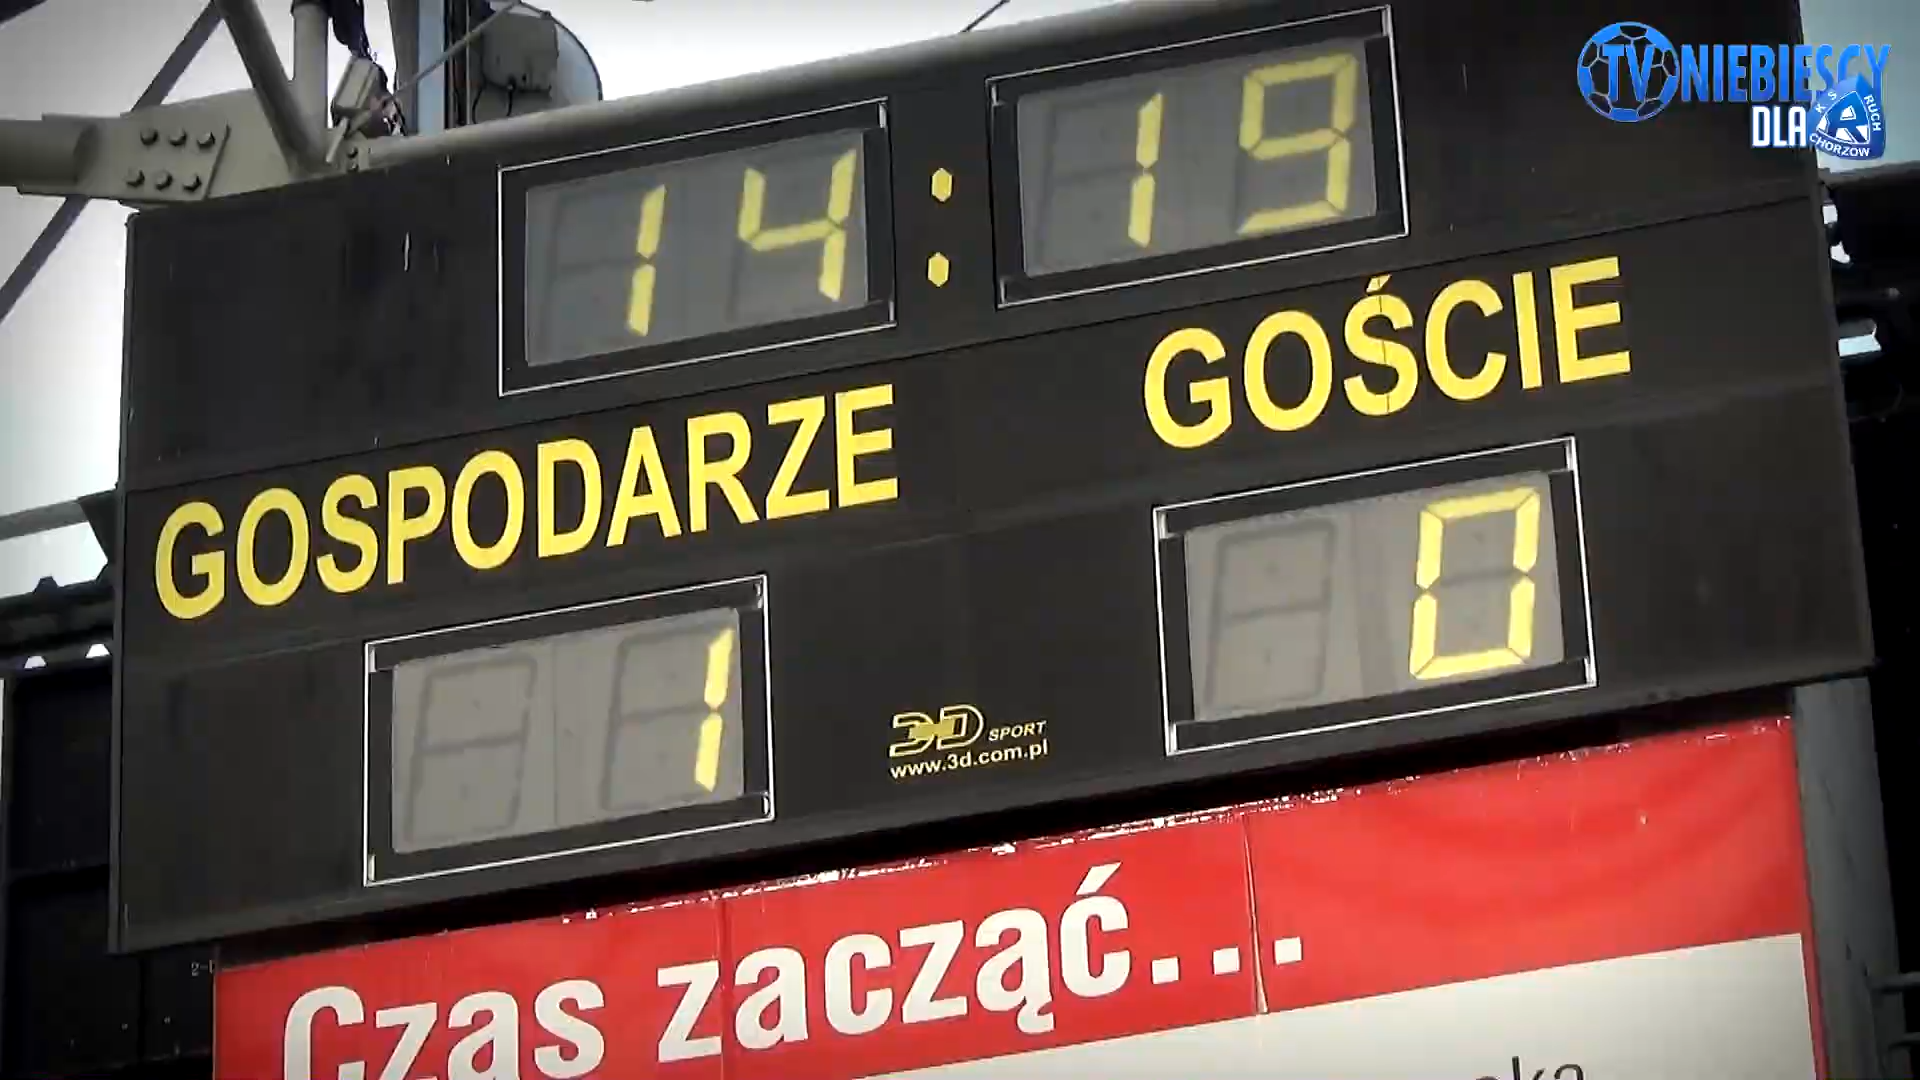 TV NIEBIESCY
DLA
KS RUCH CHORZÓW
14:19
GOSPODARZE GOŚCIE
1 0
3D SPORT
www.3d.com.pl
Czas zacząć...